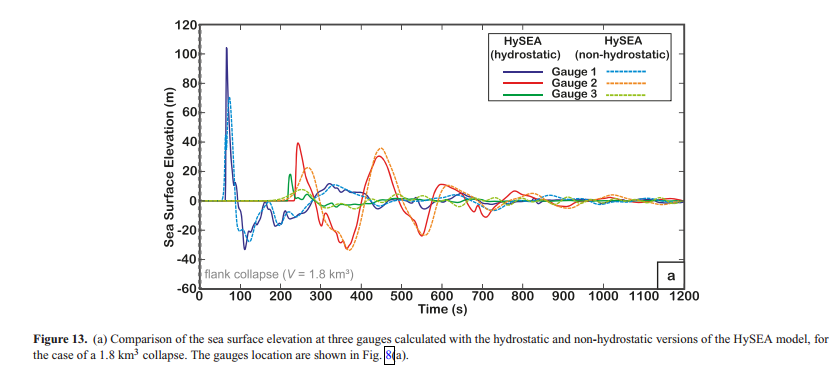 120
100
80
60
40
20
0
-20
-40
-60
Sea Surface Elevation (m)
HySEA HySEA
(hydrostatic) (non-hydrostatic)
Gauge 1
Gauge 2
Gauge 3
flank collapse (V = 1.8 km³)
a
0 100 200 300 400 500 600 700 800 900 1000 1100 1200
Time (s)
Figure 13. (a) Comparison of the sea surface elevation at three gauges calculated with the hydrostatic and non-hydrostatic versions of the HySEA model, for
the case of a 1.8 km³ collapse. The gauges location are shown in Fig. 8(a).